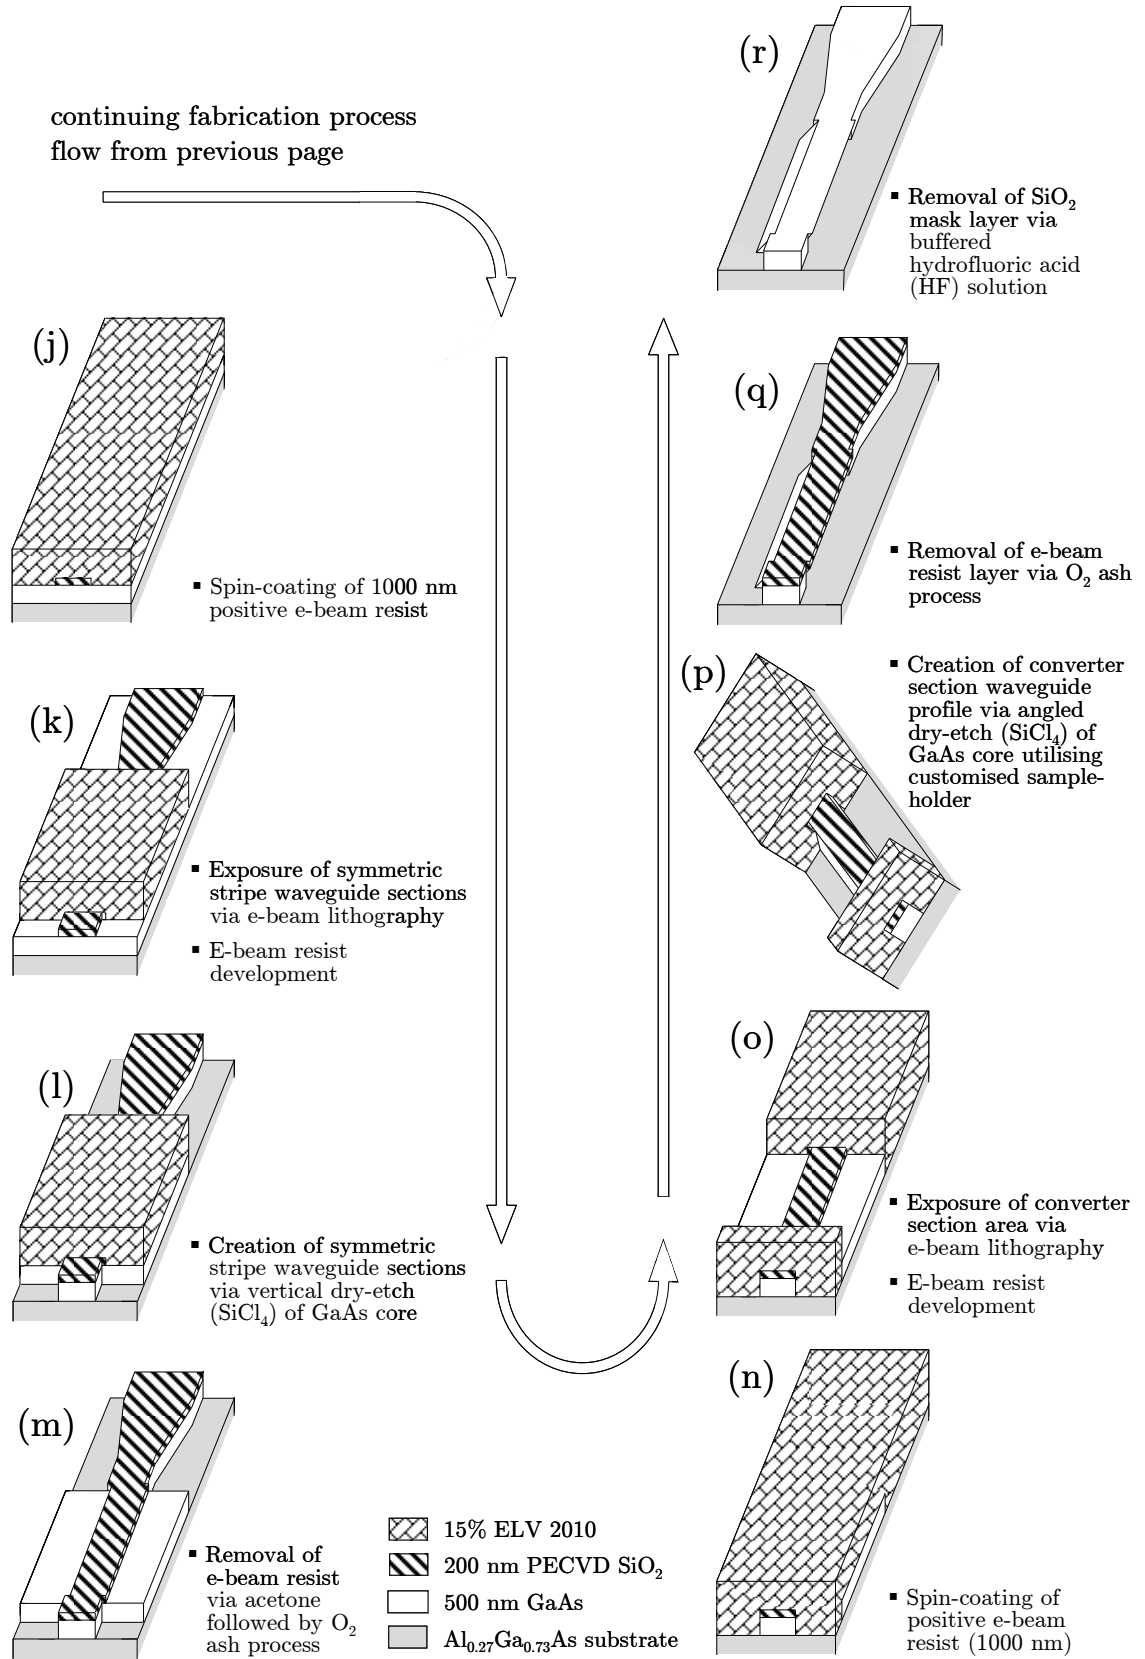 continuing fabrication process
flow from previous page
(j)
▪ Spin-coating of 1000 nm
positive e-beam resist
(k)
▪ Exposure of symmetric
stripe waveguide sections
via e-beam lithography
▪ E-beam resist
development
(l)
▪ Creation of symmetric
stripe waveguide sections
via vertical dry-etch
(SiCl₄) of GaAs core
(m)
▪ Removal of
e-beam resist
via acetone
followed by O₂
ash process
15% ELV 2010
200 nm PECVD SiO₂
500 nm GaAs
Al₀.₂₇Ga₀.₇₃As substrate
(n)
▪ Spin-coating of
positive e-beam
resist (1000 nm)
(o)
▪ Exposure of converter
section area via
e-beam lithography
▪ E-beam resist
development
(p)
▪ Creation of converter
section waveguide
profile via angled
dry-etch (SiCl₄) of
GaAs core utilising
customised sample-
holder
(q)
▪ Removal of e-beam
resist layer via O₂ ash
process
(r)
▪ Removal of SiO₂
mask layer via
buffered
hydrofluoric acid
(HF) solution